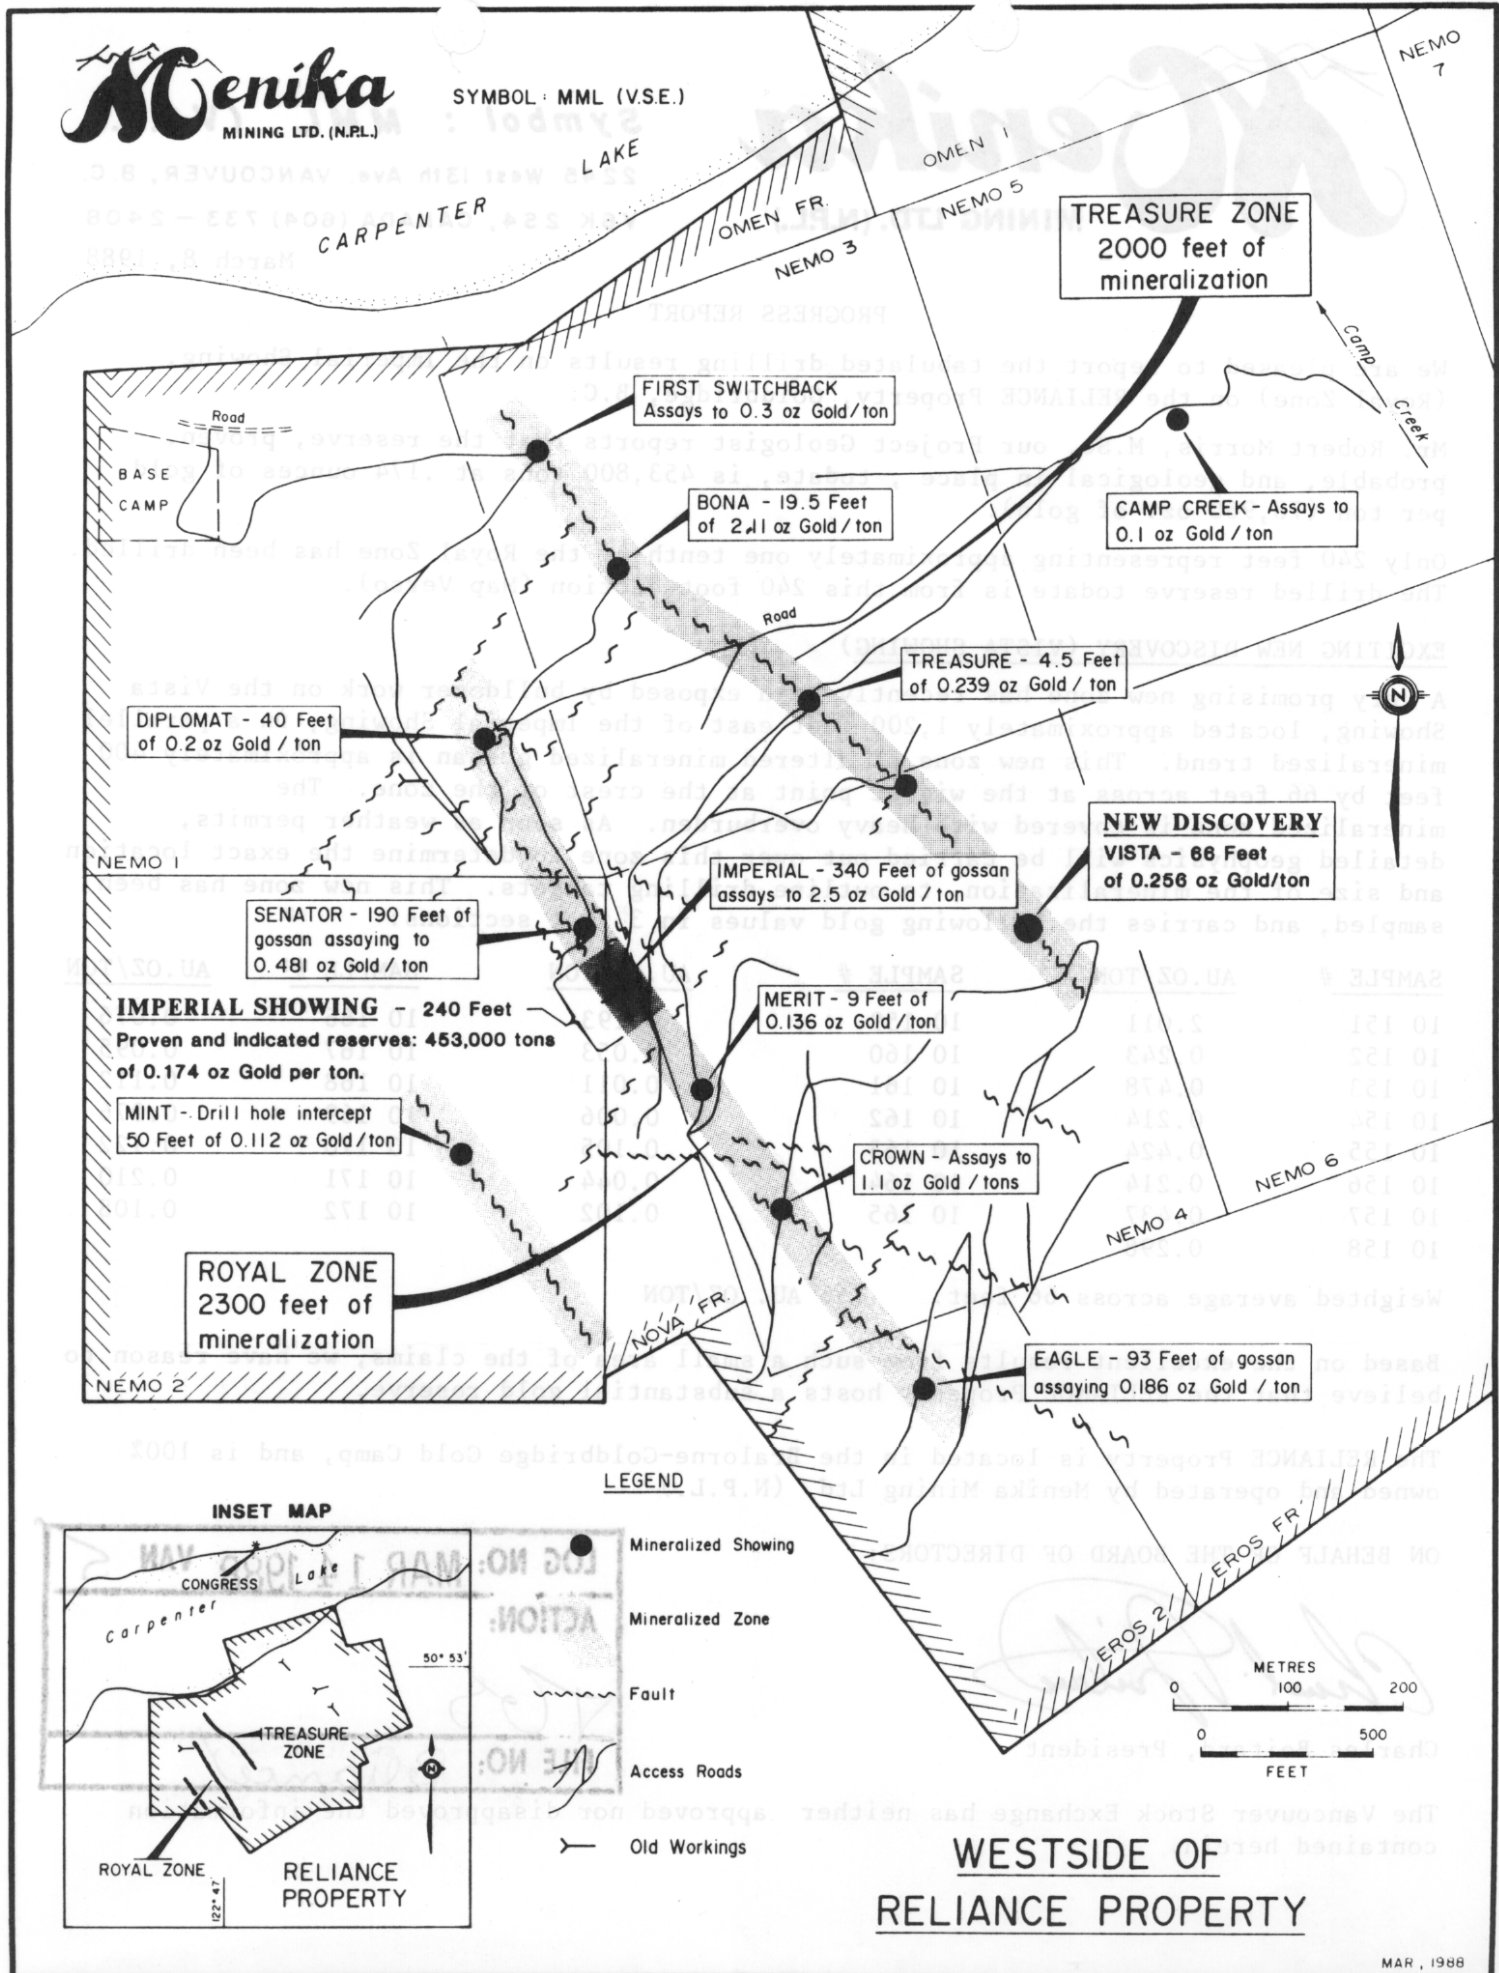 Menika
MINING LTD. (N.P.L.)
SYMBOL : MML (V.S.E.)
CARPENTER LAKE
OMEN FR.
NEMO 3
OMEN 1
NEMO 5
NEMO
7
TREASURE ZONE
2000 feet of
mineralization
Camp Creek
FIRST SWITCHBACK
Assays to 0.3 oz Gold/ton
Road
BASE
CAMP
BONA - 19.5 Feet
of 2.11 oz Gold/ton
CAMP CREEK - Assays to
0.1 oz Gold/ton
Road
TREASURE - 4.5 Feet
of 0.239 oz Gold/ton
N
DIPLOMAT - 40 Feet
of 0.2 oz Gold/ton
NEW DISCOVERY
VISTA - 66 Feet
of 0.256 oz Gold/ton
NEMO 1
IMPERIAL - 340 Feet of gossan
assays to 2.5 oz Gold/ton
SENATOR - 190 Feet of
gossan assaying to
0.481 oz Gold/ton
IMPERIAL SHOWING - 240 Feet
Proven and indicated reserves: 453,000 tons
of 0.174 oz Gold per ton.
MERIT - 9 Feet of
0.136 oz Gold/ton
MINT - Drill hole intercept
50 Feet of 0.112 oz Gold/ton
CROWN - Assays to
1.1 oz Gold/tons
NEMO 6
NEMO 4
ROYAL ZONE
2300 feet of
mineralization
NOVA FR.
NEMO 2
EAGLE - 93 Feet of gossan
assaying 0.186 oz Gold/ton
EROS FR.
EROS 2
LEGEND
Mineralized Showing
Mineralized Zone
Fault
Access Roads
Old Workings
INSET MAP
CONGRESS
Carpenter Lake
50° 53'
TREASURE
ZONE
N
ROYAL ZONE
122° 47'
RELIANCE
PROPERTY
METRES
0 100 200
0 500
FEET
WESTSIDE OF
RELIANCE PROPERTY
MAR, 1988